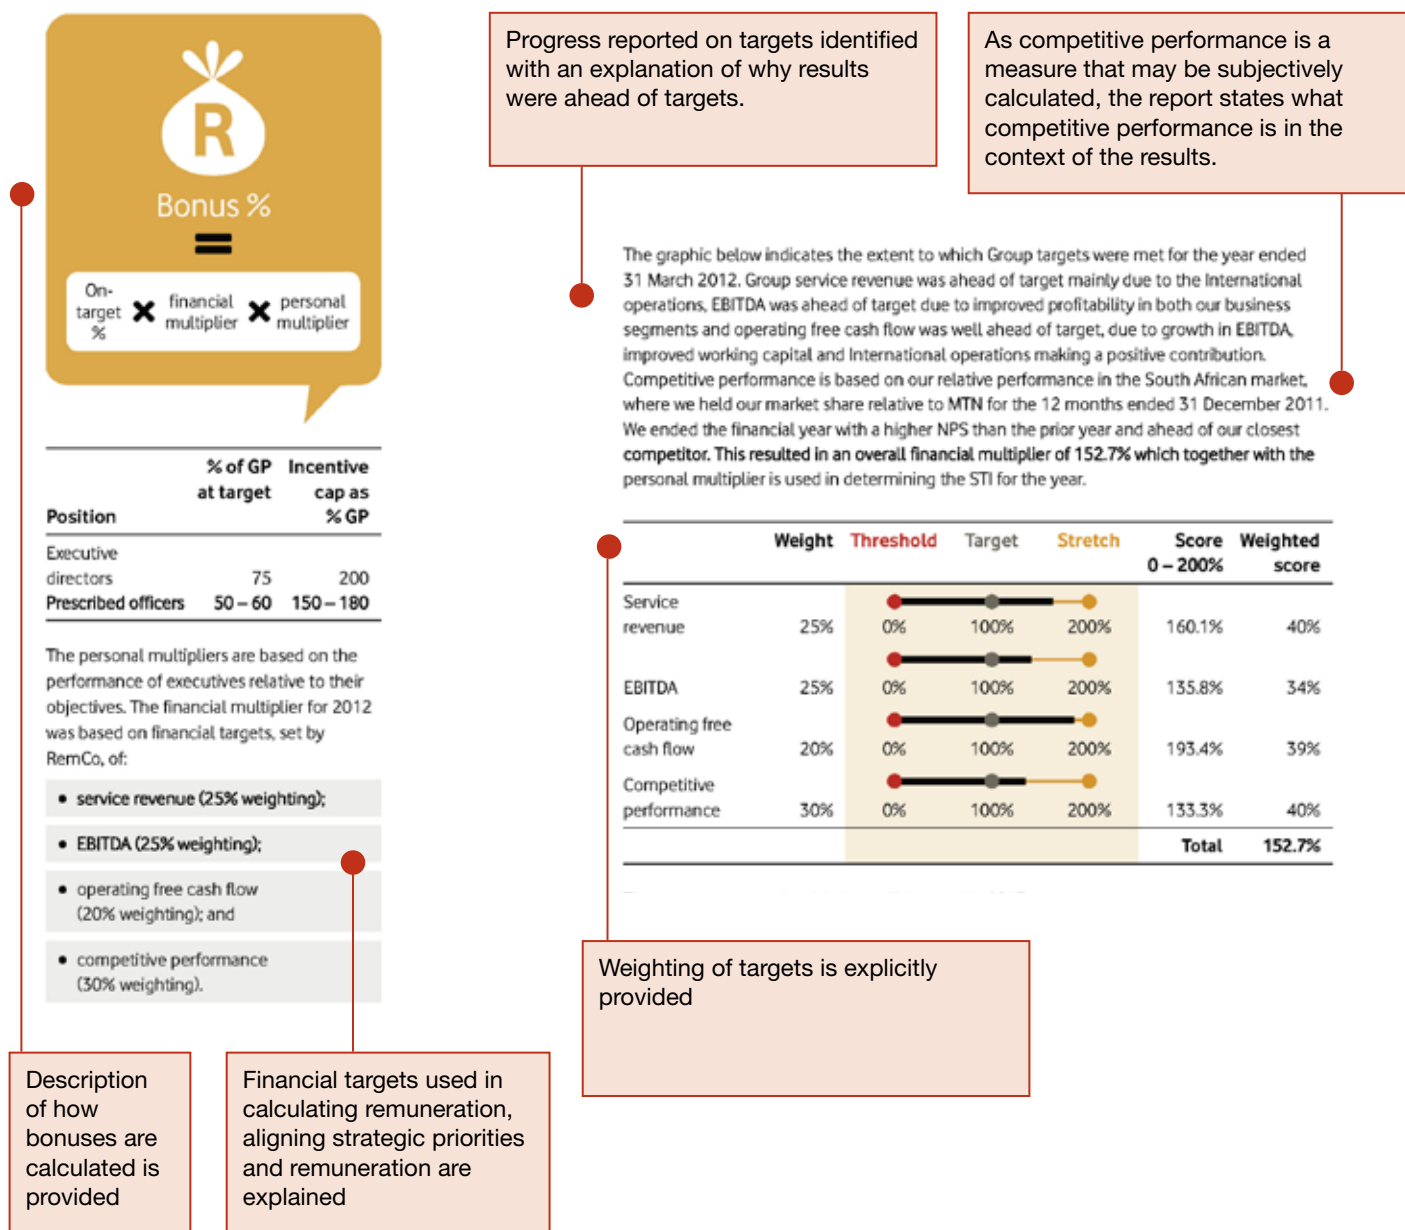 R
Bonus %
=
On-
target
%
× financial
multiplier
× personal
multiplier
Position
% of GP
at target
Incentive
cap as
% GP
Executive
directors 75 200
Prescribed officers 50 – 60 150 – 180
The personal multipliers are based on the
performance of executives relative to their
objectives. The financial multiplier for 2012
was based on financial targets, set by
RemCo, of:
• service revenue (25% weighting);
• EBITDA (25% weighting);
• operating free cash flow
(20% weighting); and
• competitive performance
(30% weighting).
Description
of how
bonuses are
calculated is
provided
Financial targets used in
calculating remuneration,
aligning strategic priorities
and remuneration are
explained
Progress reported on targets identified
with an explanation of why results
were ahead of targets.
As competitive performance is a
measure that may be subjectively
calculated, the report states what
competitive performance is in the
context of the results.
The graphic below indicates the extent to which Group targets were met for the year ended
31 March 2012. Group service revenue was ahead of target mainly due to the International
operations, EBITDA was ahead of target due to improved profitability in both our business
segments and operating free cash flow was well ahead of target, due to growth in EBITDA,
improved working capital and International operations making a positive contribution.
Competitive performance is based on our relative performance in the South African market,
where we held our market share relative to MTN for the 12 months ended 31 December 2011.
We ended the financial year with a higher NPS than the prior year and ahead of our closest
competitor. This resulted in an overall financial multiplier of 152.7% which together with the
personal multiplier is used in determining the STI for the year.
Weight Threshold Target Stretch Score Weighted
0 – 200% score
Service
revenue 25% 0% 100% 200% 160.1% 40%
EBITDA 25% 0% 100% 200% 135.8% 34%
Operating free
cash flow 20% 0% 100% 200% 193.4% 39%
Competitive
performance 30% 0% 100% 200% 133.3% 40%
Total 152.7%
Weighting of targets is explicitly
provided